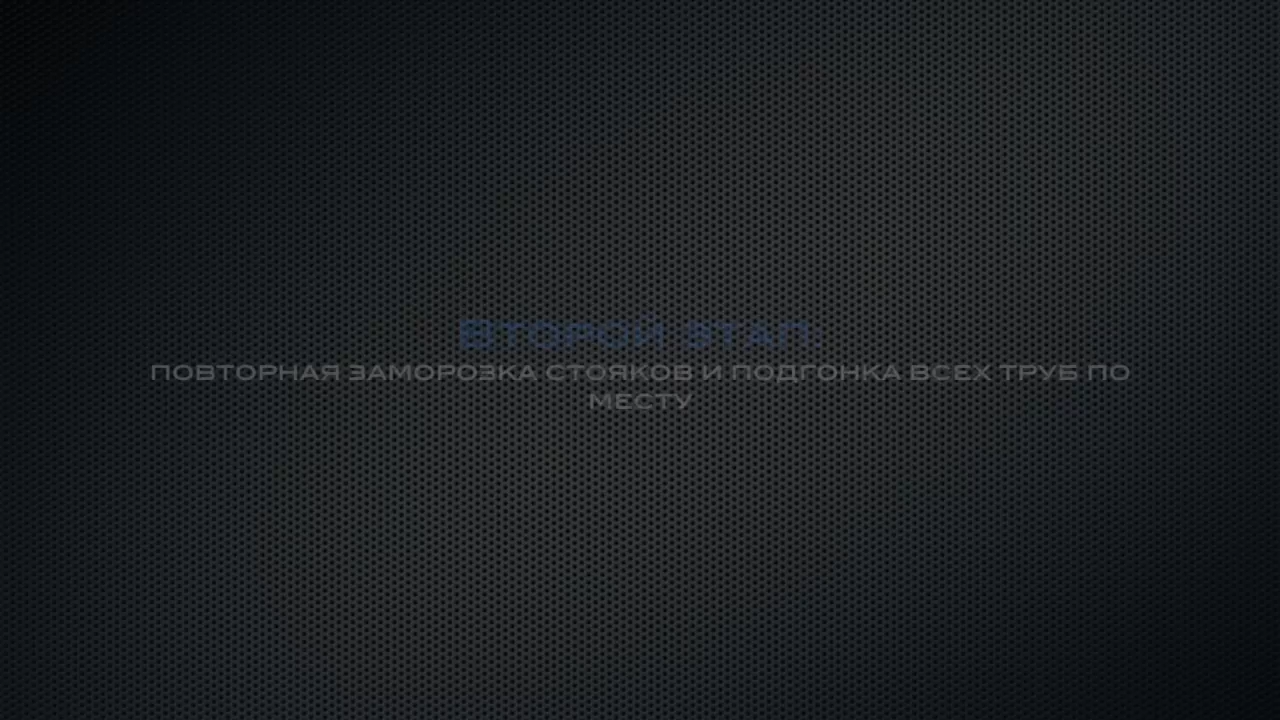 Второй этап:
ПОВТОРНАЯ ЗАМОРОЗКА СТОЯКОВ И ПОДГОНКА ВСЕХ ТРУБ ПО
МЕСТУ